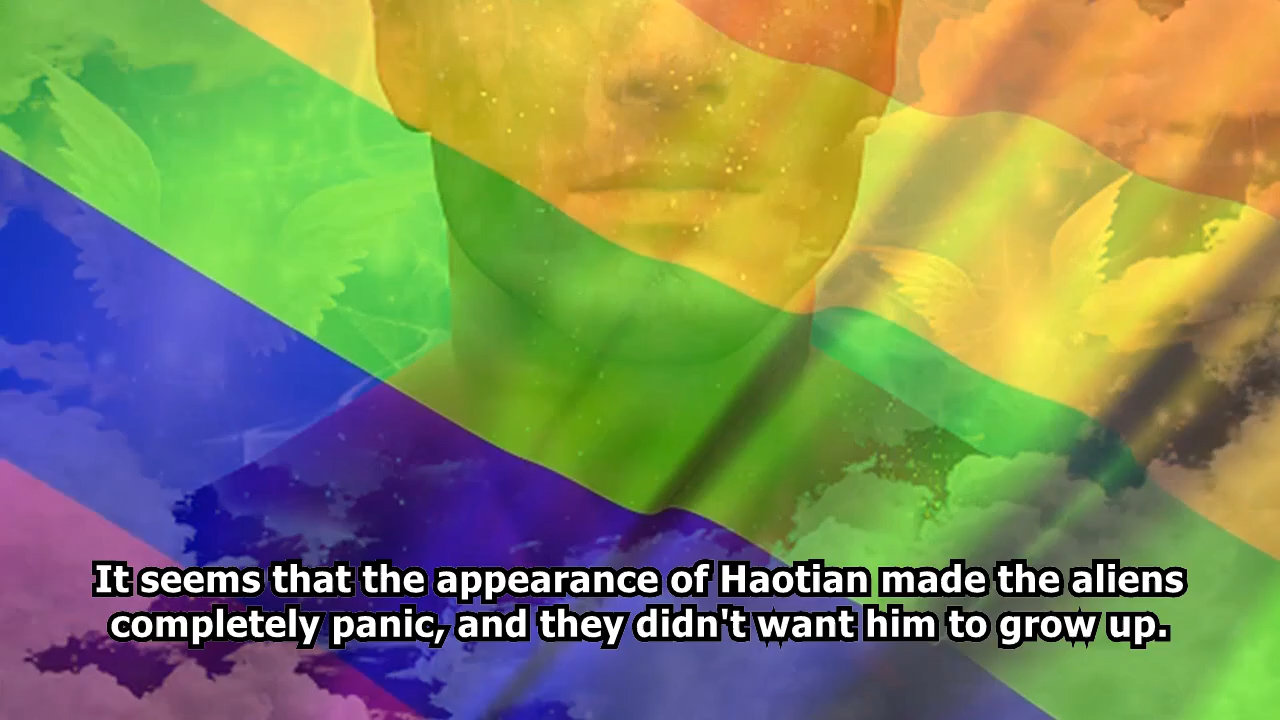 It seems that the appearance of Haotian made the aliens
completely panic, and they didn't want him to grow up.